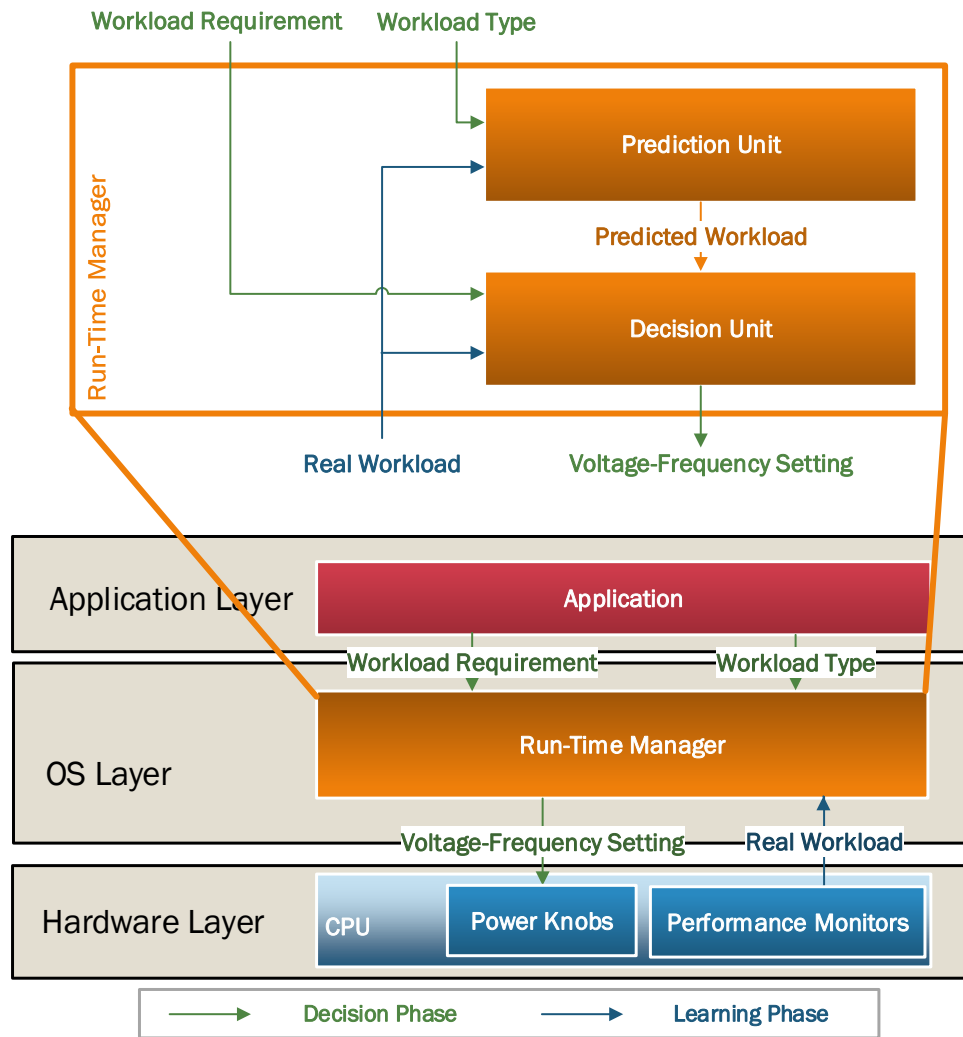 Workload Requirement
Workload Type
Prediction Unit
Run-Time Manager
Predicted Workload
Decision Unit
Real Workload
Voltage-Frequency Setting
Application Layer
Application
Workload Requirement
Workload Type
OS Layer
Run-Time Manager
Voltage-Frequency Setting
Real Workload
Hardware Layer
CPU
Power Knobs
Performance Monitors
Decision Phase
Learning Phase